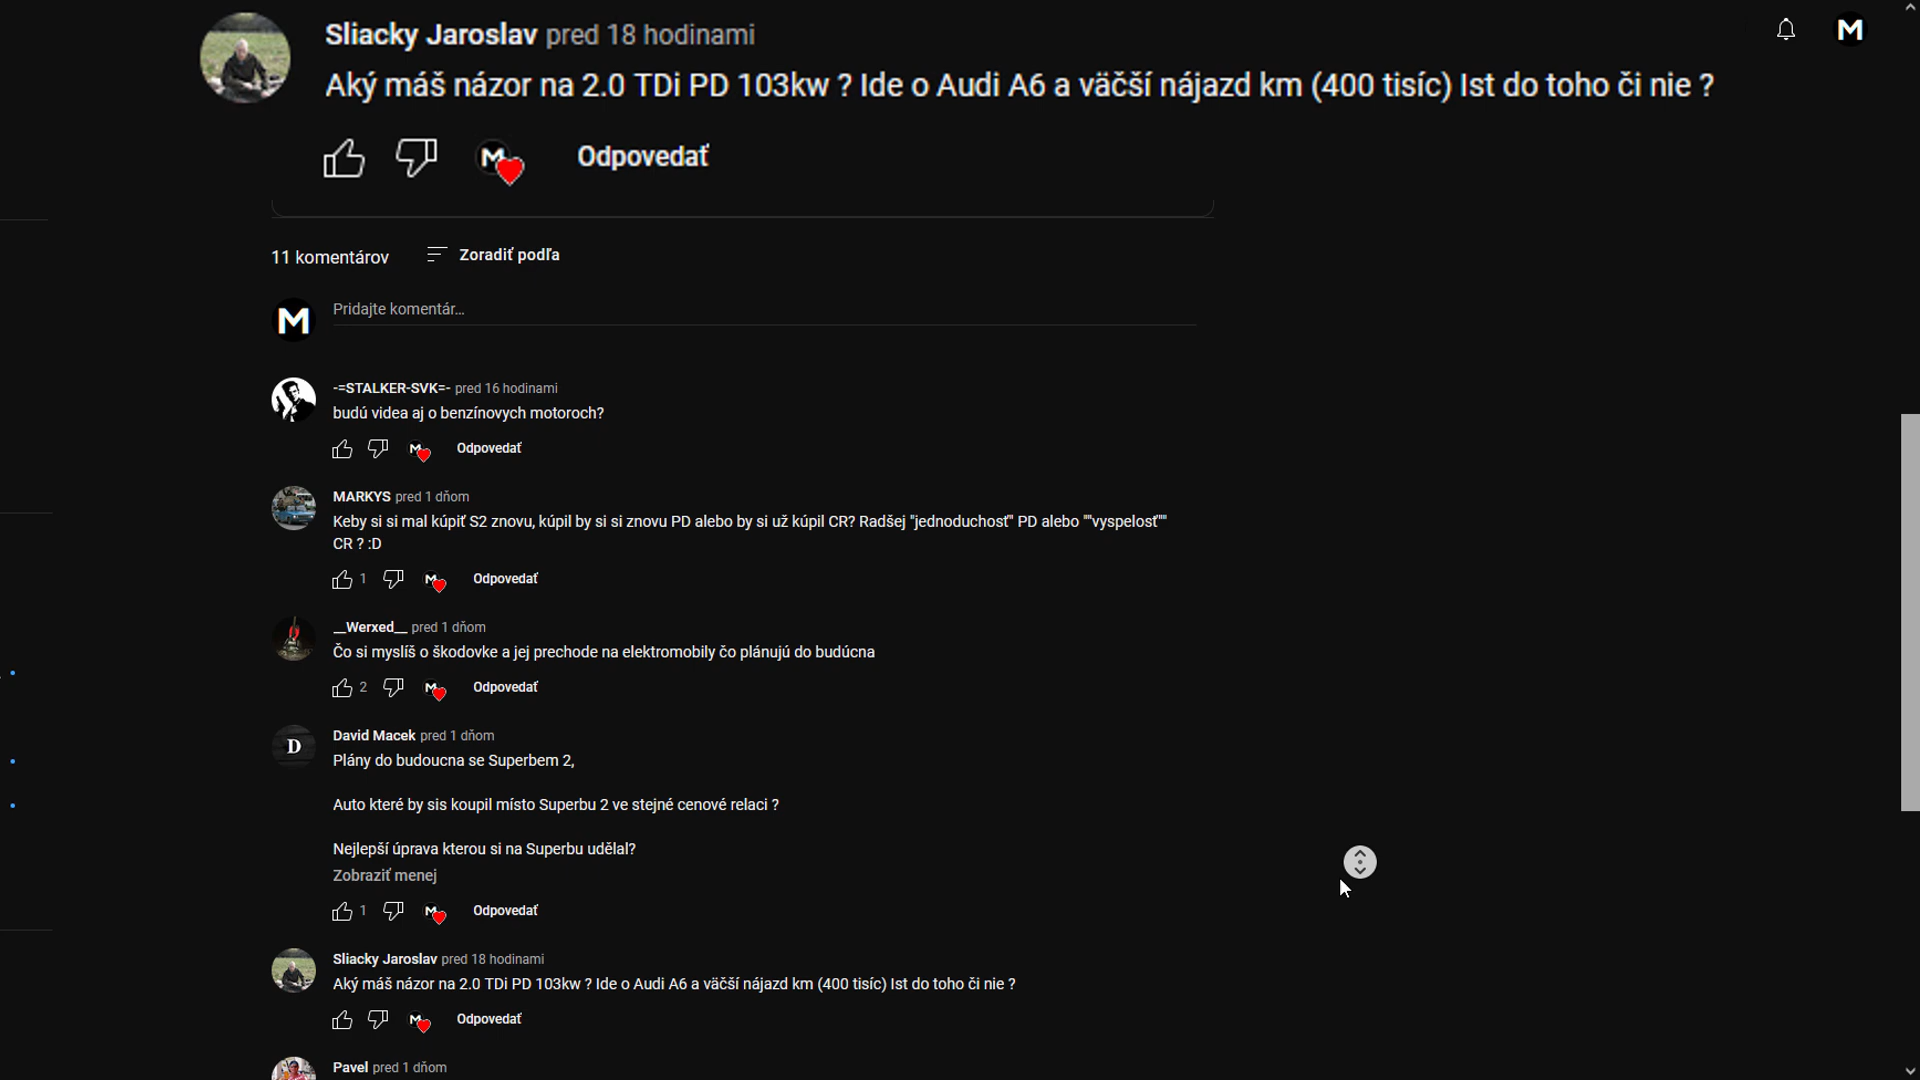 Sliacky Jaroslav pred 18 hodinami
Aký máš názor na 2.0 TDi PD 103kw ? Ide o Audi A6 a väčší nájazd km (400 tisíc) Ist do toho či nie ?
M
M Odpovedať
11 komentárov Zoradiť podľa
M Pridajte komentár...
-=STALKER-SVK=- pred 16 hodinami
budú videa aj o benzínovych motoroch?
M Odpovedať
MARKYS pred 1 dňom
Keby si si mal kúpiť S2 znovu, kúpil by si si znovu PD alebo by si už kúpil CR? Radšej "jednoduchosť" PD alebo ""vyspelosť""
CR ? :D
1 M Odpovedať
__Werxed__ pred 1 dňom
Čo si myslíš o škodovke a jej prechode na elektromobily čo plánujú do budúcna
2 M Odpovedať
D David Macek pred 1 dňom
Plány do budoucna se Superbem 2,
Auto které by sis koupil místo Superbu 2 ve stejné cenové relaci ?
Nejlepší úprava kterou si na Superbu udělal?
Zobraziť menej
1 M Odpovedať
Sliacky Jaroslav pred 18 hodinami
Aký máš názor na 2.0 TDi PD 103kw ? Ide o Audi A6 a väčší nájazd km (400 tisíc) Ist do toho či nie ?
M Odpovedať
Pavel pred 1 dňom